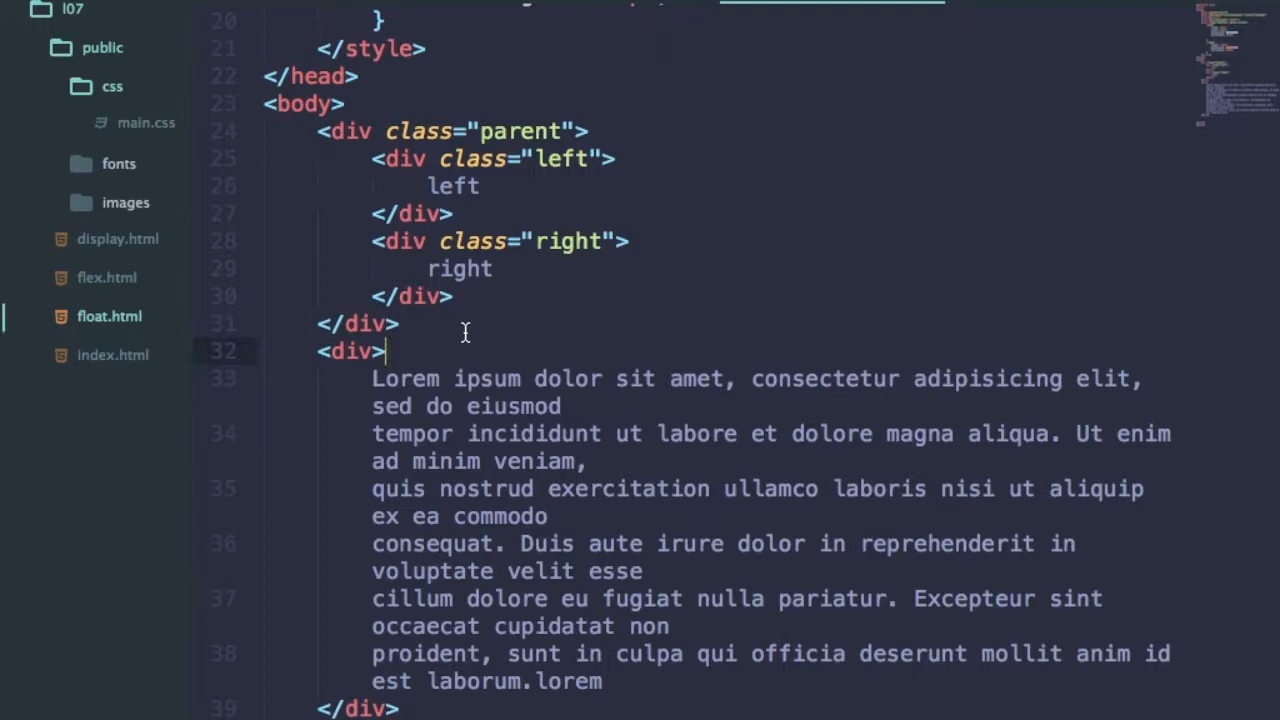 l07
public
css
main.css
fonts
images
display.html
flex.html
float.html
index.html
20 }
21 </style>
22 </head>
23 <body>
24 <div class="parent">
25 <div class="left">
26 left
27 </div>
28 <div class="right">
29 right
30 </div>
31 </div>
32 <div>
33 Lorem ipsum dolor sit amet, consectetur adipisicing elit,
sed do eiusmod
34 tempor incididunt ut labore et dolore magna aliqua. Ut enim
ad minim veniam,
35 quis nostrud exercitation ullamco laboris nisi ut aliquip
ex ea commodo
36 consequat. Duis aute irure dolor in reprehenderit in
voluptate velit esse
37 cillum dolore eu fugiat nulla pariatur. Excepteur sint
occaecat cupidatat non
38 proident, sunt in culpa qui officia deserunt mollit anim id
est laborum.lorem
39 </div>